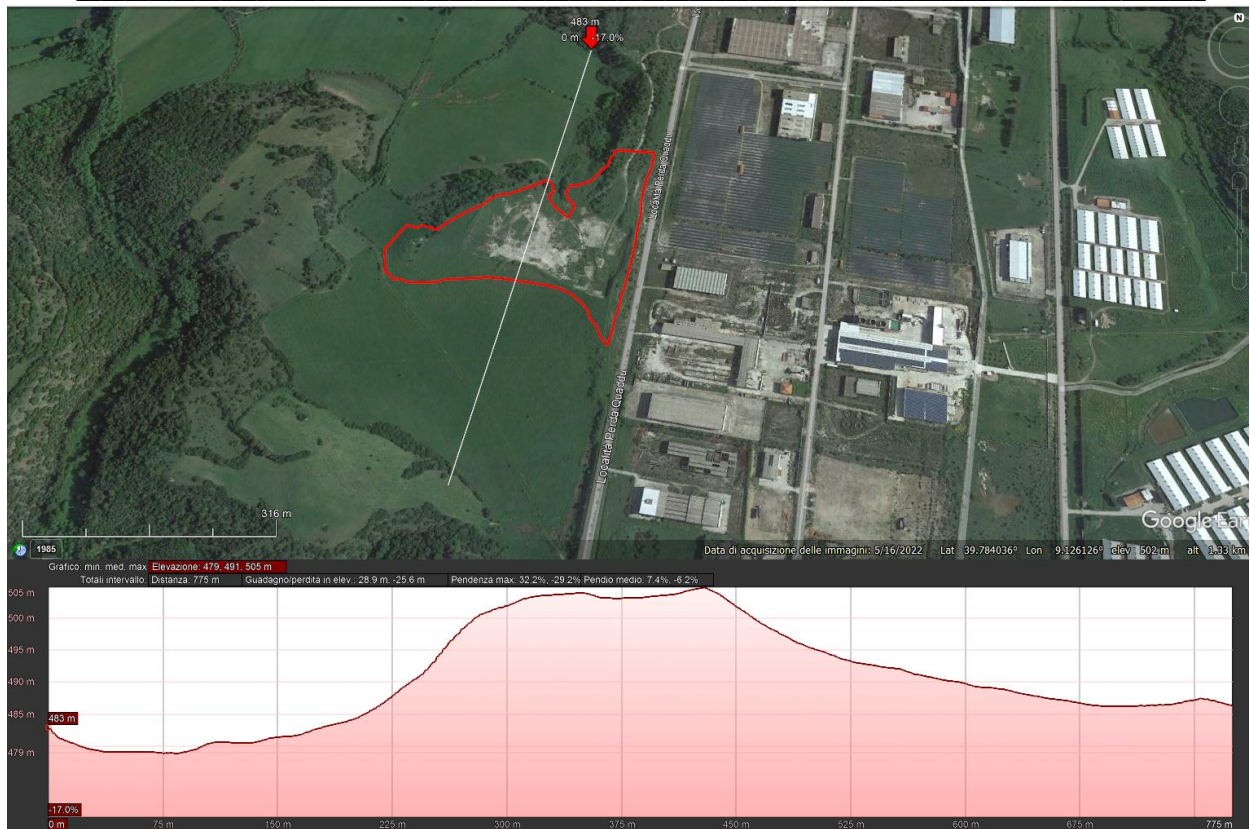 483 m
0 m -17.0%
N
Località Perda Quaddu
Località Perda Quaddu
316 m
Google Ear
1985
Data di acquisizione delle immagini: 5/16/2022 Lat 39.784036° Lon 9.126126° elev 502 m alt 1.33 km
Grafico: min. med. max Elevazione: 479, 491, 505 m
Totali intervallo: Distanza: 775 m Guadagno/perdita in elev.: 28.9 m, -25.6 m Pendenza max: 32.2%, -29.2% Pendio medio: 7.4%, -6.2%
505 m
500 m
495 m
490 m
485 m
483 m
479 m
-17.0%
0 m 75 m 150 m 225 m 300 m 375 m 450 m 525 m 600 m 675 m 775 m